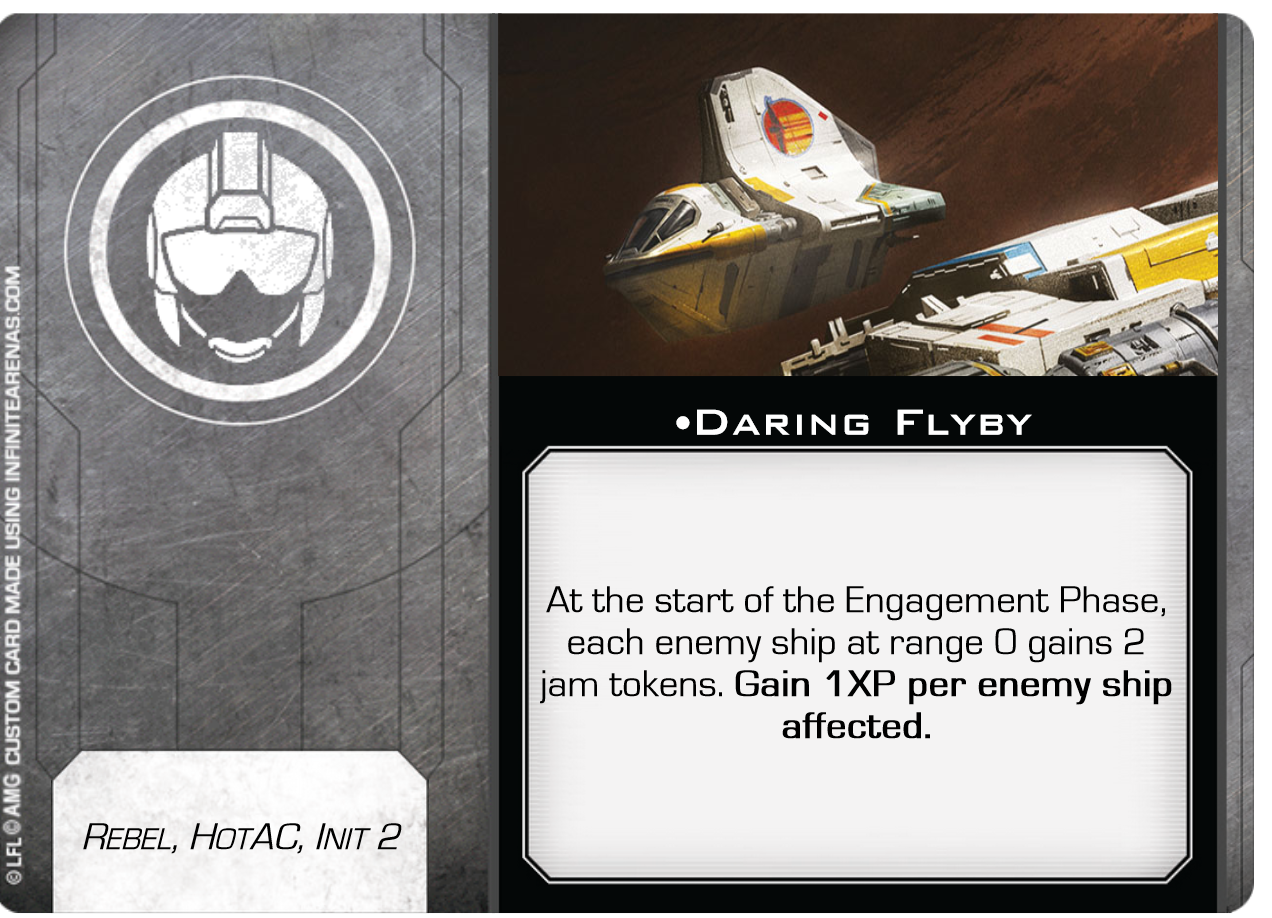 •Daring Flyby
At the start of the Engagement Phase,
each enemy ship at range 0 gains 2
jam tokens. Gain 1XP per enemy ship
affected.
Rebel, HotAC, Init 2
©LFL ©AMG CUSTOM CARD MADE USING INFINITEARENAS.COM